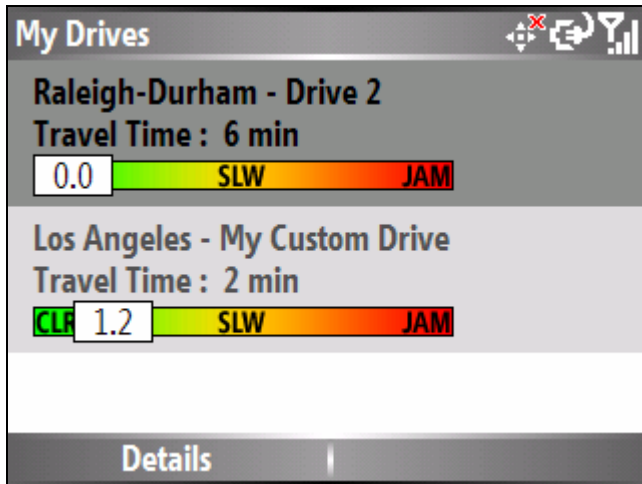 My Drives
Raleigh-Durham - Drive 2
Travel Time : 6 min
0.0 SLW JAM
Los Angeles - My Custom Drive
Travel Time : 2 min
CLR 1.2 SLW JAM
Details